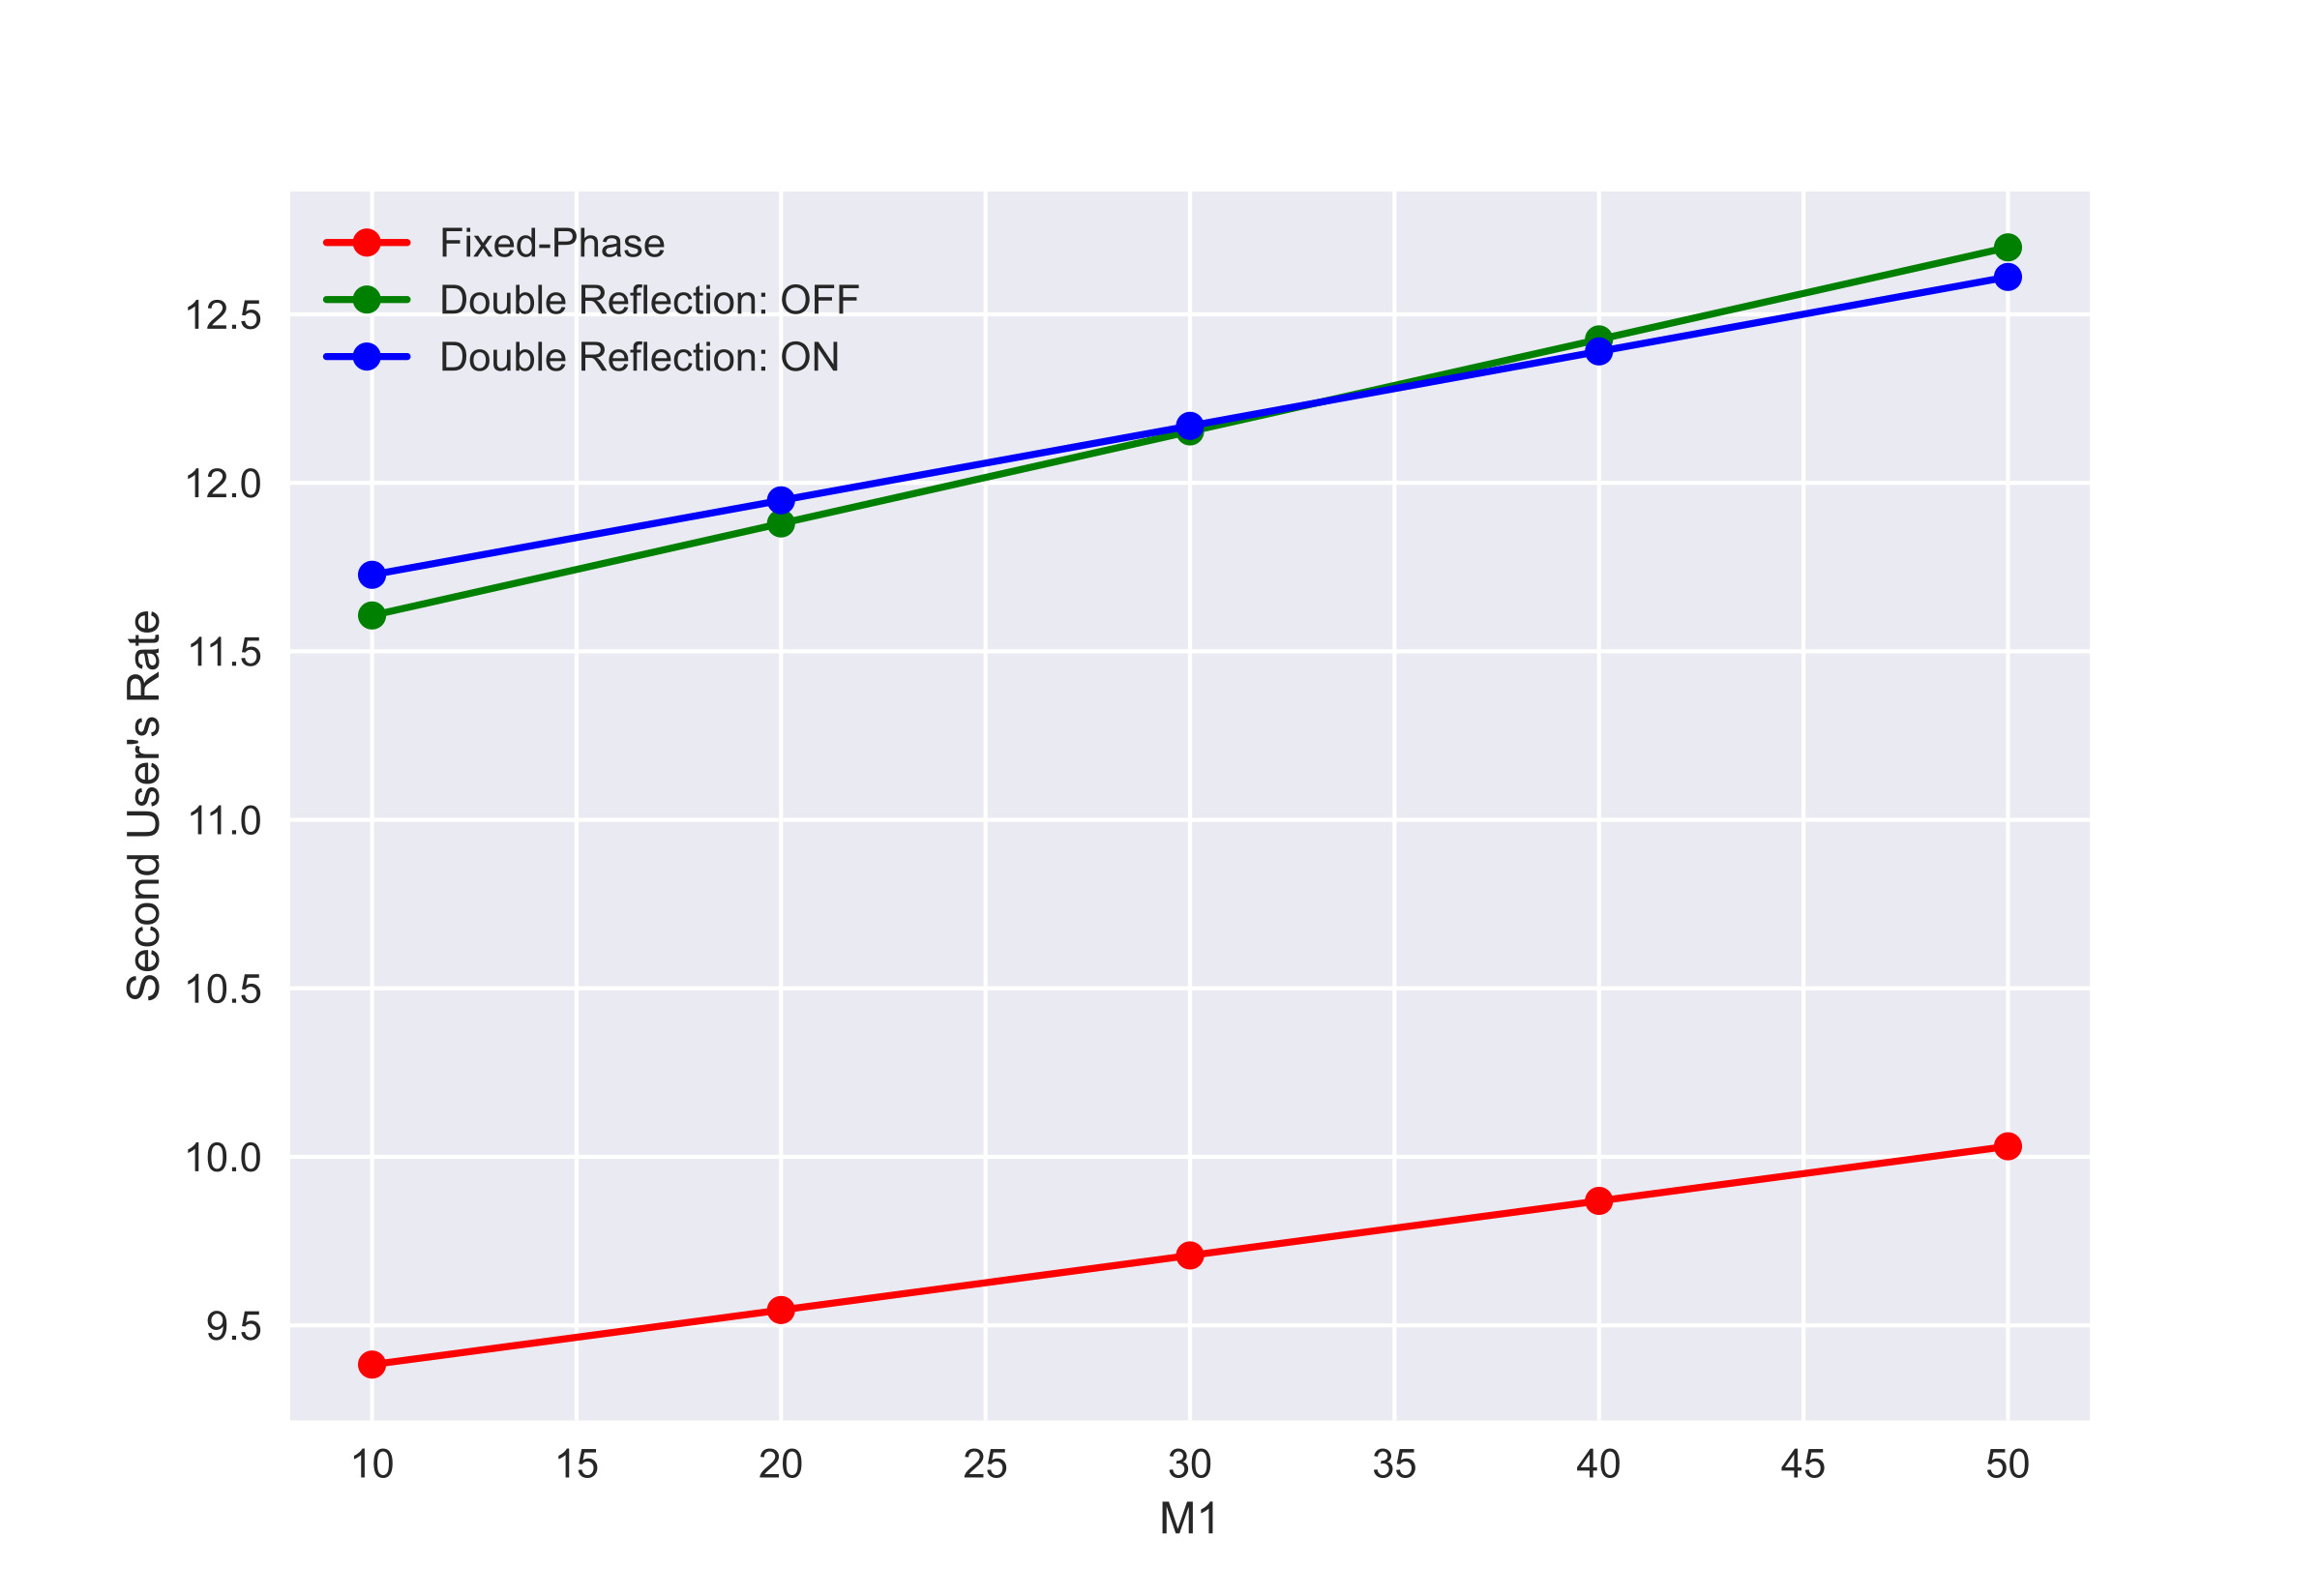 Fixed-Phase
Double Reflection: OFF
Double Reflection: ON
12.5
12.0
11.5
11.0
10.5
10.0
9.5
Second User's Rate
10 15 20 25 30 35 40 45 50
M1